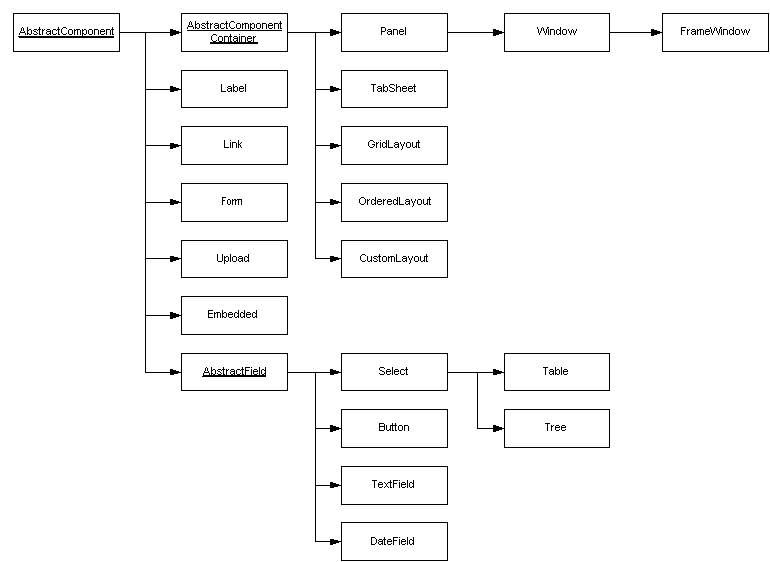 AbstractComponent
AbstractComponent
Container
Panel
Window
FrameWindow
Label
TabSheet
Link
GridLayout
Form
OrderedLayout
Upload
CustomLayout
Embedded
AbstractField
Select
Table
Button
Tree
TextField
DateField